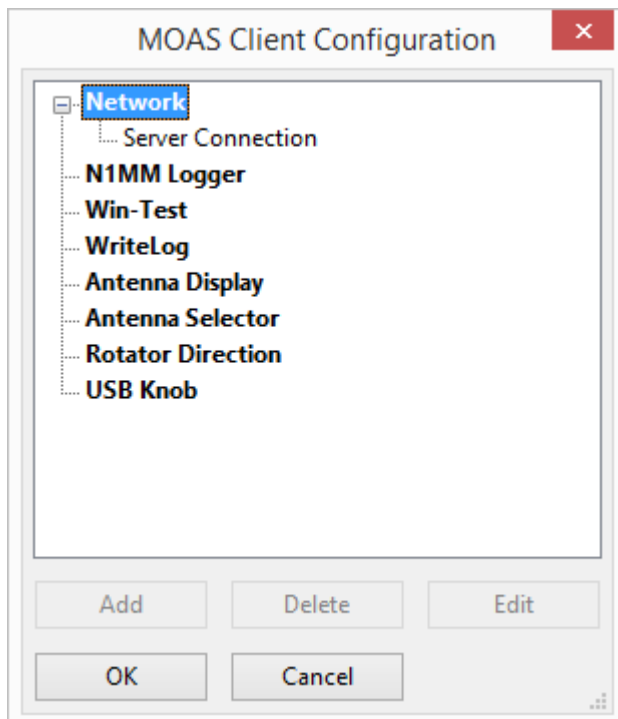 MOAS Client Configuration
Network
Server Connection
N1MM Logger
Win-Test
WriteLog
Antenna Display
Antenna Selector
Rotator Direction
USB Knob
Add Delete Edit
OK Cancel